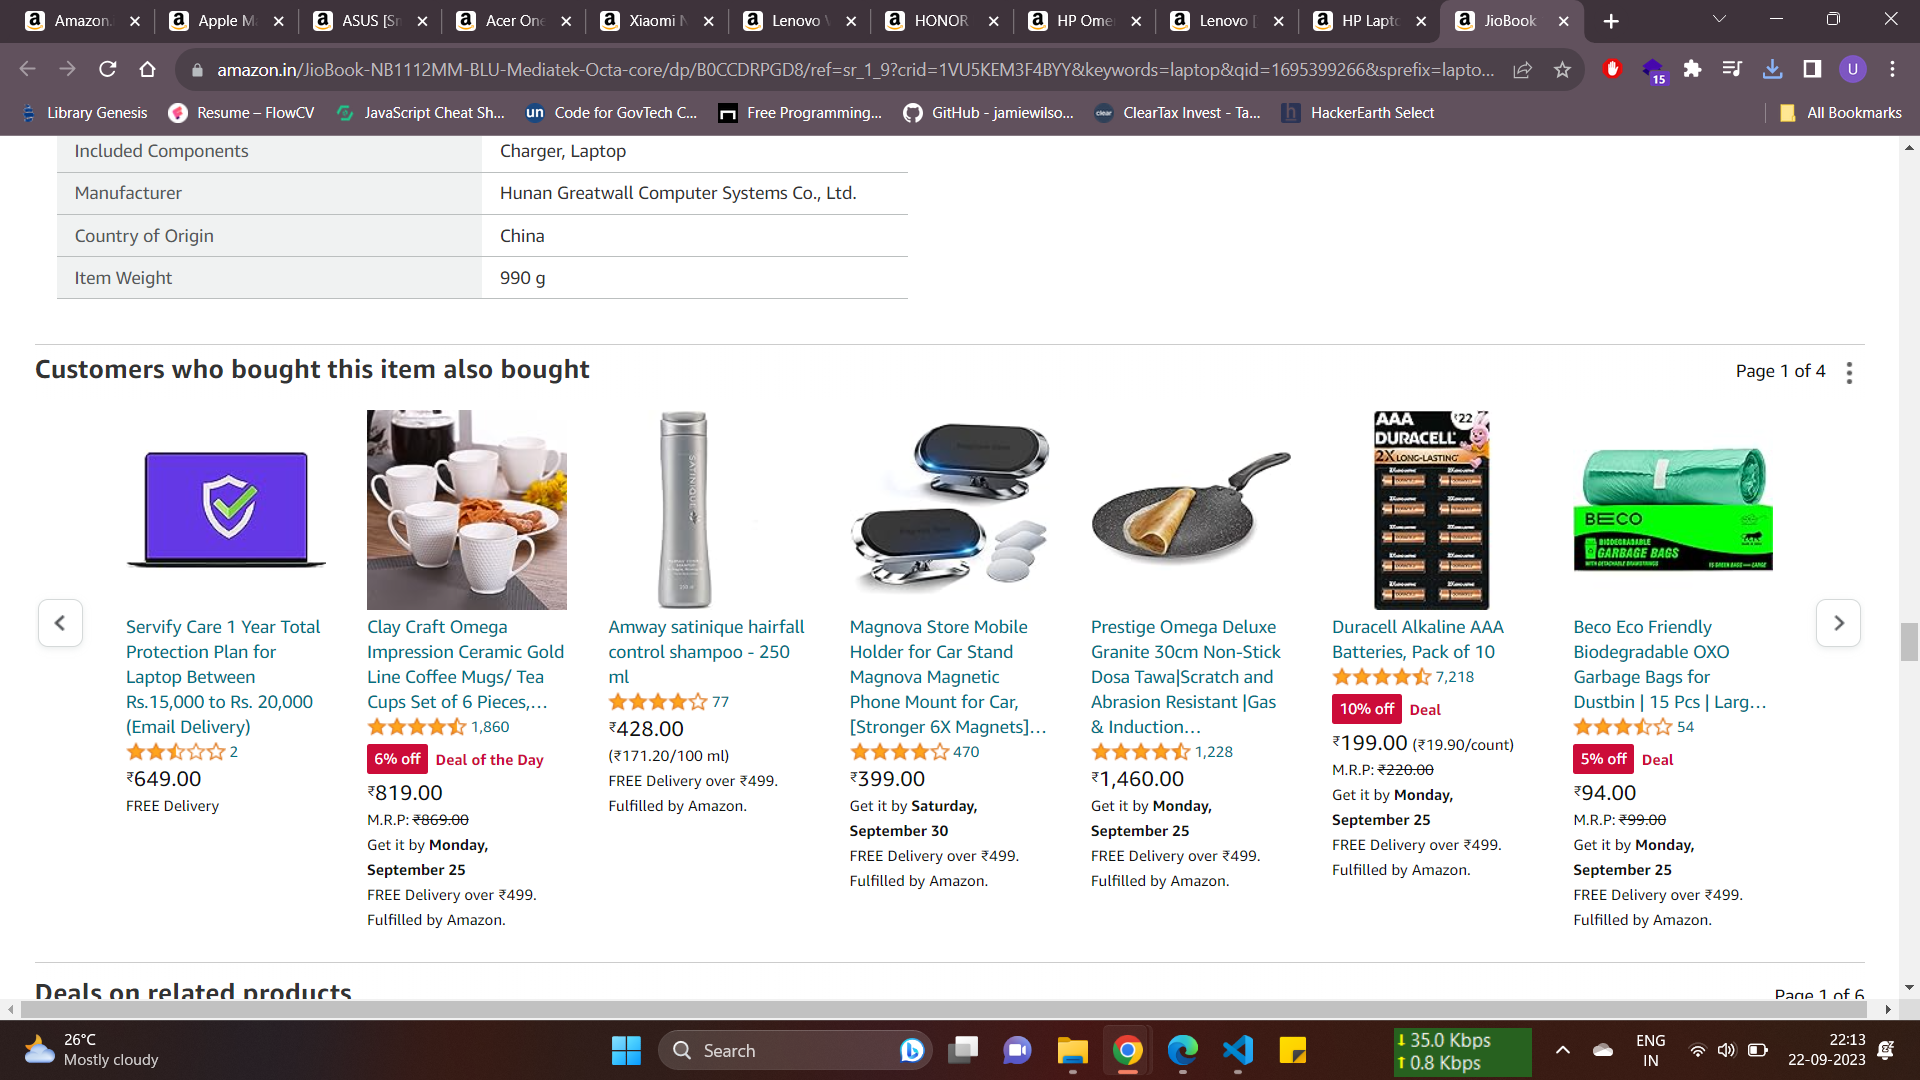 Amazon.
Apple Ma
ASUS [Sm
Acer One
Xiaomi N
Lenovo V
HONOR
HP Ome
Lenovo [
HP Lapto
JioBook
amazon.in/JioBook-NB1112MM-BLU-Mediatek-Octa-core/dp/B0CCDRPGD8/ref=sr_1_9?crid=1VU5KEM3F4BYY&keywords=laptop&qid=1695399266&sprefix=lapto...
15
U
Library Genesis
Resume – FlowCV
JavaScript Cheat Sh...
un Code for GovTech C...
Free Programming...
GitHub - jamiewilso...
clear ClearTax Invest - Ta...
h HackerEarth Select
All Bookmarks
Included Components Charger, Laptop
Manufacturer Hunan Greatwall Computer Systems Co., Ltd.
Country of Origin China
Item Weight 990 g
Customers who bought this item also bought
Page 1 of 4
Servify Care 1 Year Total
Protection Plan for
Laptop Between
Rs.15,000 to Rs. 20,000
(Email Delivery)
2
₹649.00
FREE Delivery
Clay Craft Omega
Impression Ceramic Gold
Line Coffee Mugs/ Tea
Cups Set of 6 Pieces,...
1,860
6% off Deal of the Day
₹819.00
M.R.P: ₹869.00
Get it by Monday,
September 25
FREE Delivery over ₹499.
Fulfilled by Amazon.
SATINIQUE
Amway satinique hairfall
control shampoo - 250
ml
77
₹428.00
(₹171.20/100 ml)
FREE Delivery over ₹499.
Fulfilled by Amazon.
Magnova Store Mobile
Holder for Car Stand
Magnova Magnetic
Phone Mount for Car,
[Stronger 6X Magnets]...
470
₹399.00
Get it by Saturday,
September 30
FREE Delivery over ₹499.
Fulfilled by Amazon.
Prestige Omega Deluxe
Granite 30cm Non-Stick
Dosa Tawa|Scratch and
Abrasion Resistant |Gas
& Induction...
1,228
₹1,460.00
Get it by Monday,
September 25
FREE Delivery over ₹499.
Fulfilled by Amazon.
AAA ₹22
DURACELL
2X LONG-LASTING
Duracell Alkaline AAA
Batteries, Pack of 10
7,218
10% off Deal
₹199.00 (₹19.90/count)
M.R.P: ₹220.00
Get it by Monday,
September 25
FREE Delivery over ₹499.
Fulfilled by Amazon.
BECO
BIODEGRADABLE
GARBAGE BAGS
WITH DETACHABLE DRAWSTRINGS
Beco Eco Friendly
Biodegradable OXO
Garbage Bags for
Dustbin | 15 Pcs | Larg...
54
5% off Deal
₹94.00
M.R.P: ₹99.00
Get it by Monday,
September 25
FREE Delivery over ₹499.
Fulfilled by Amazon.
Deals on related products
Page 1 of 6
26°C
Mostly cloudy
Search
35.0 Kbps
0.8 Kbps
ENG
IN
22:13
22-09-2023